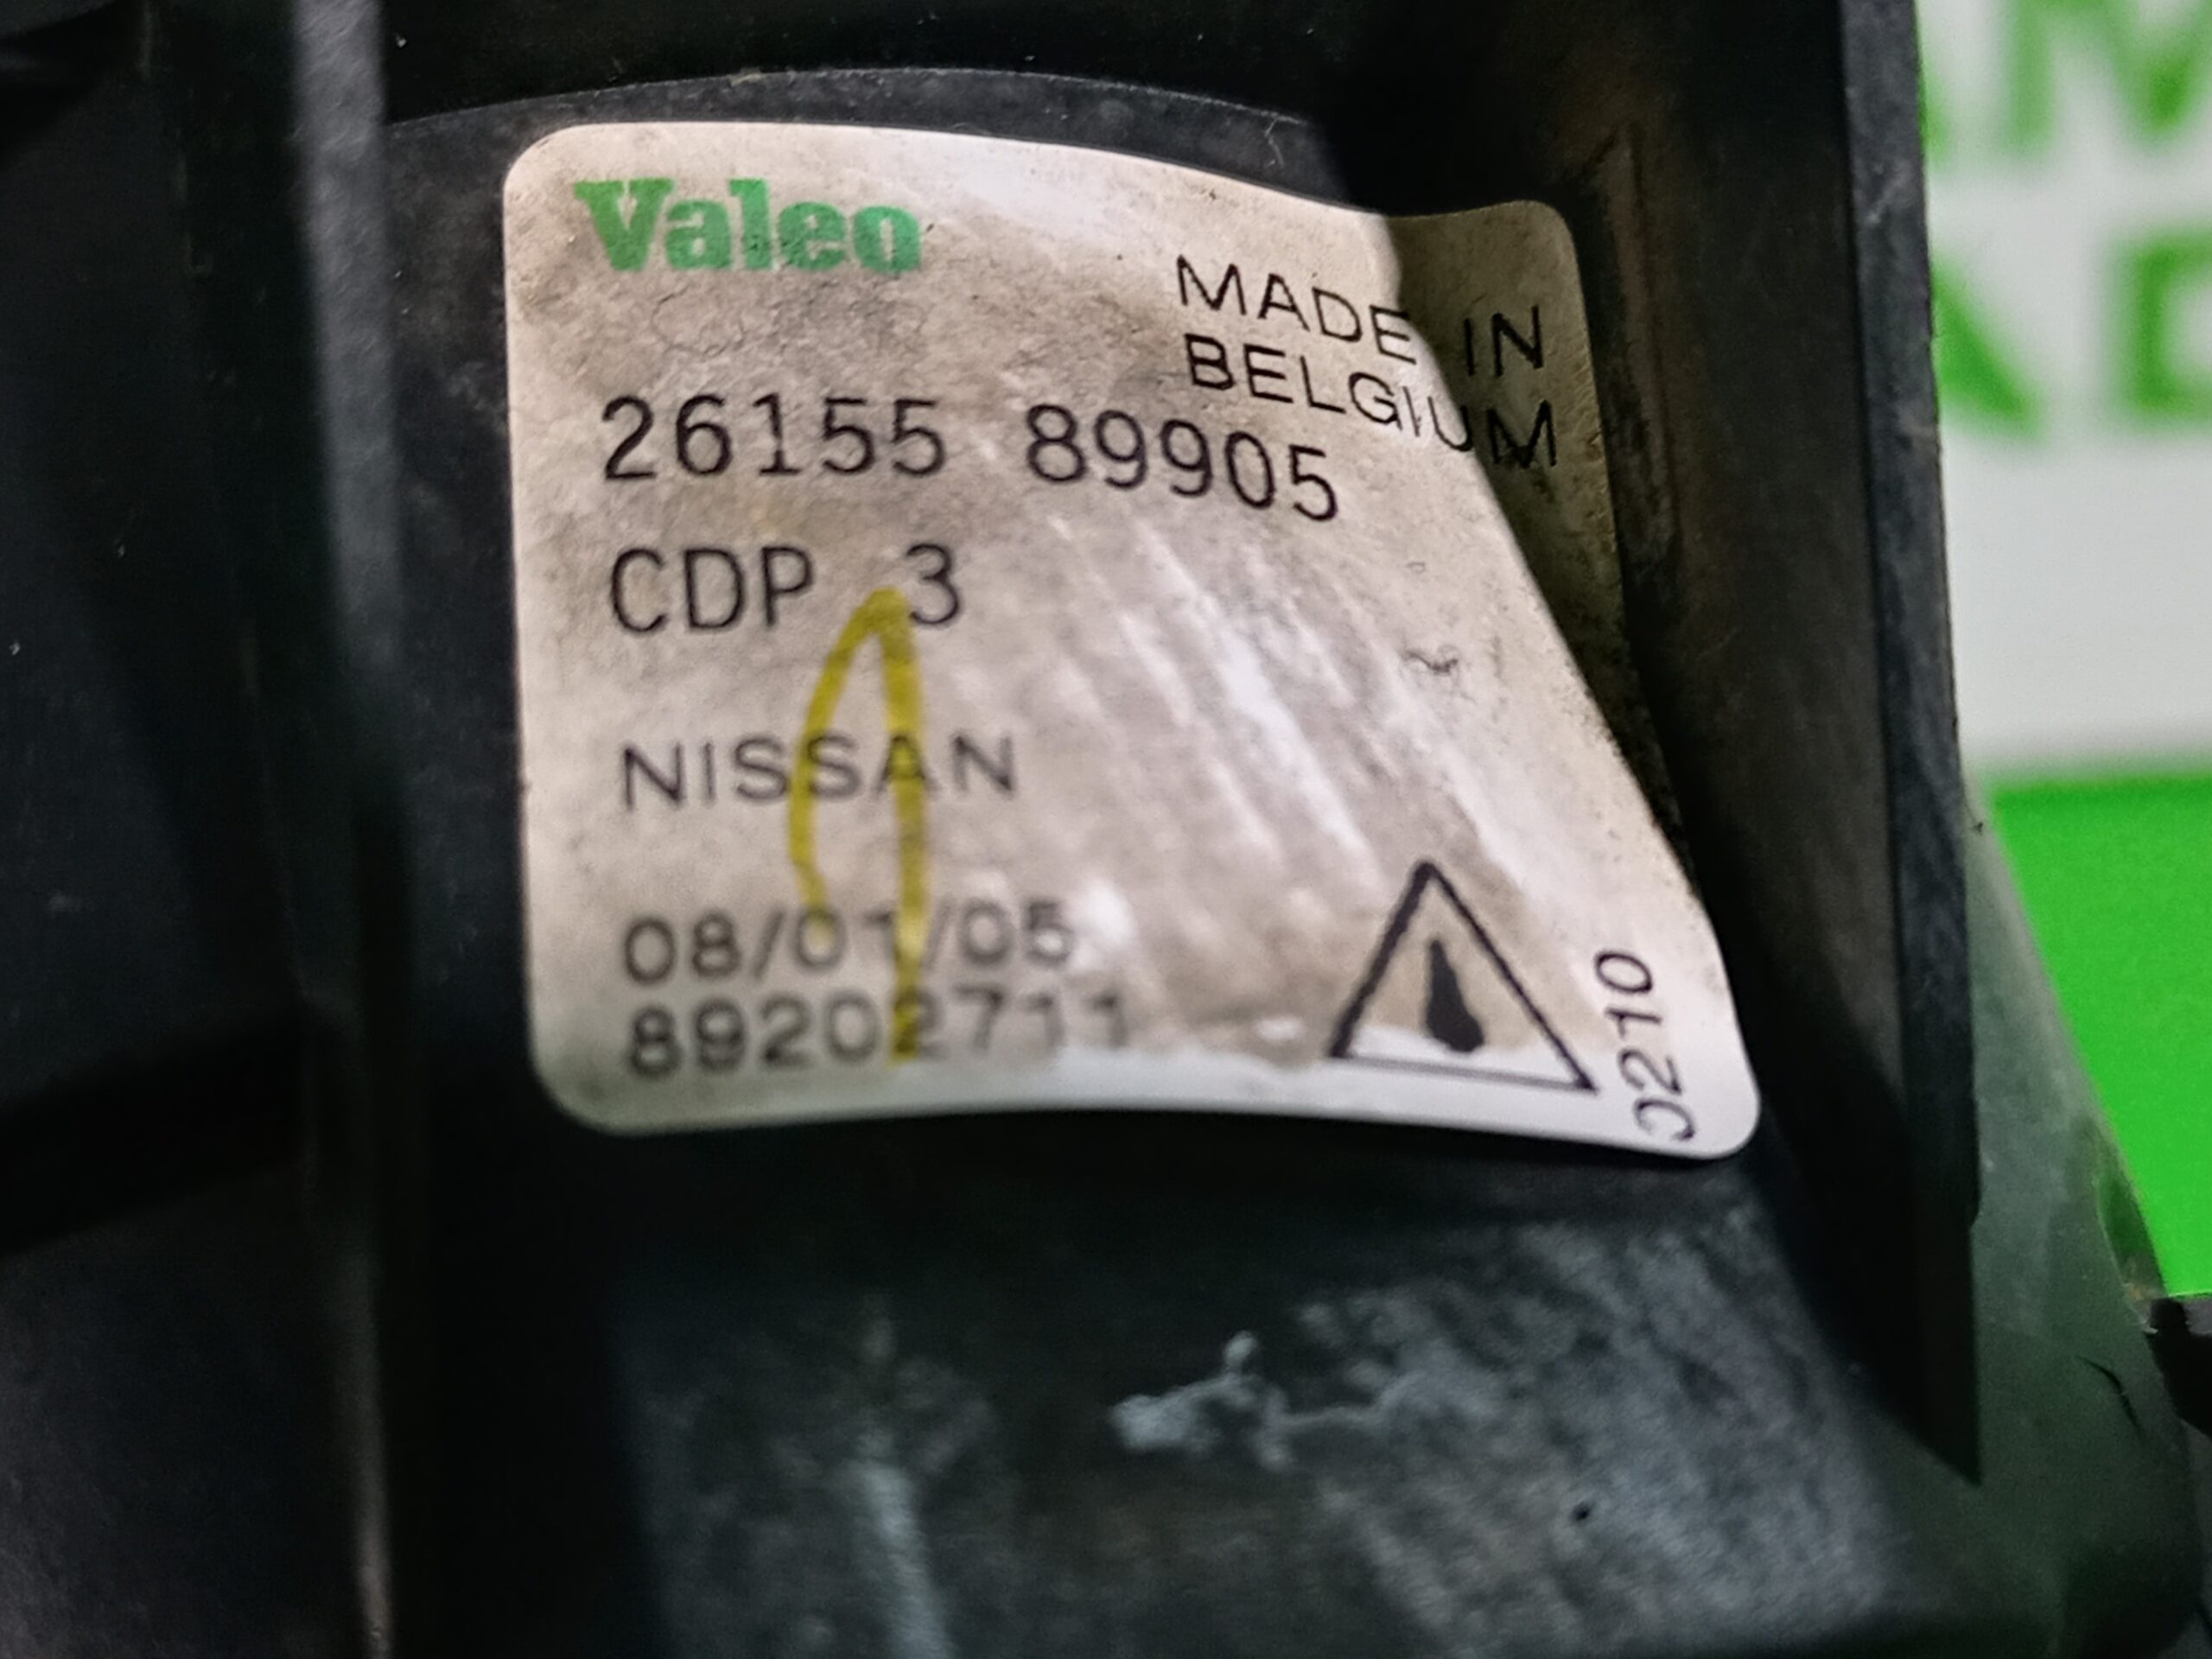 Valeo
MADE IN
BELGIUM
26155 89905
CDP 3
NISSAN
08/01/05
89202711
0210